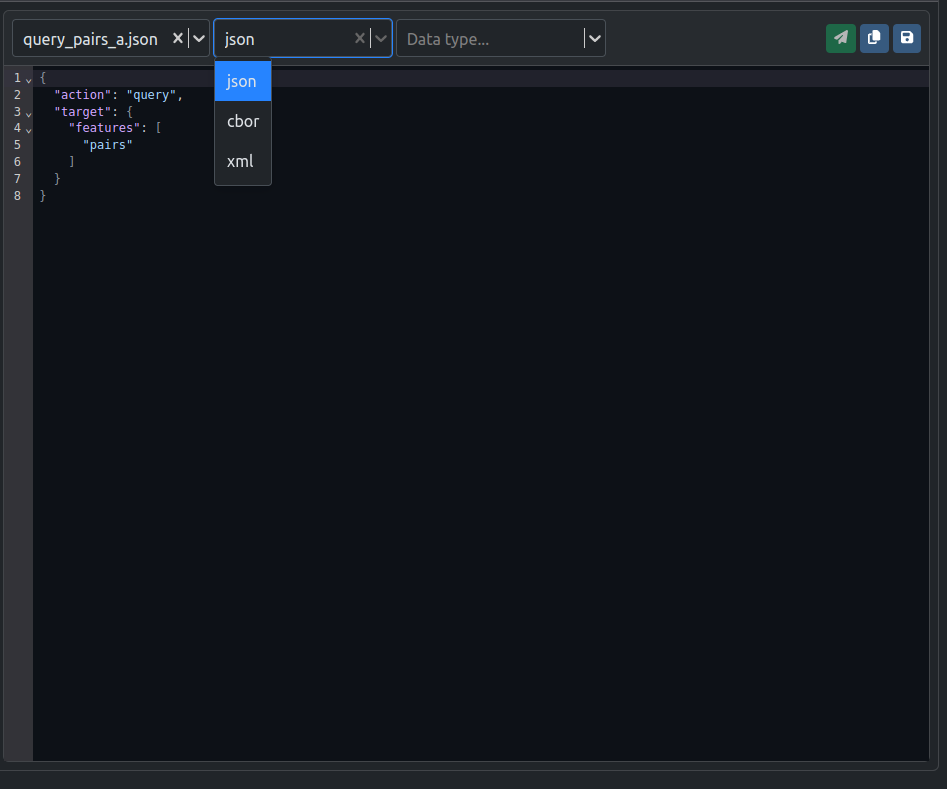 query_pairs_a.json json Data type...
json
cbor
xml
1 {
2 "action": "query",
3 "target": {
4 "features": [
5 "pairs"
6 ]
7 }
8 }